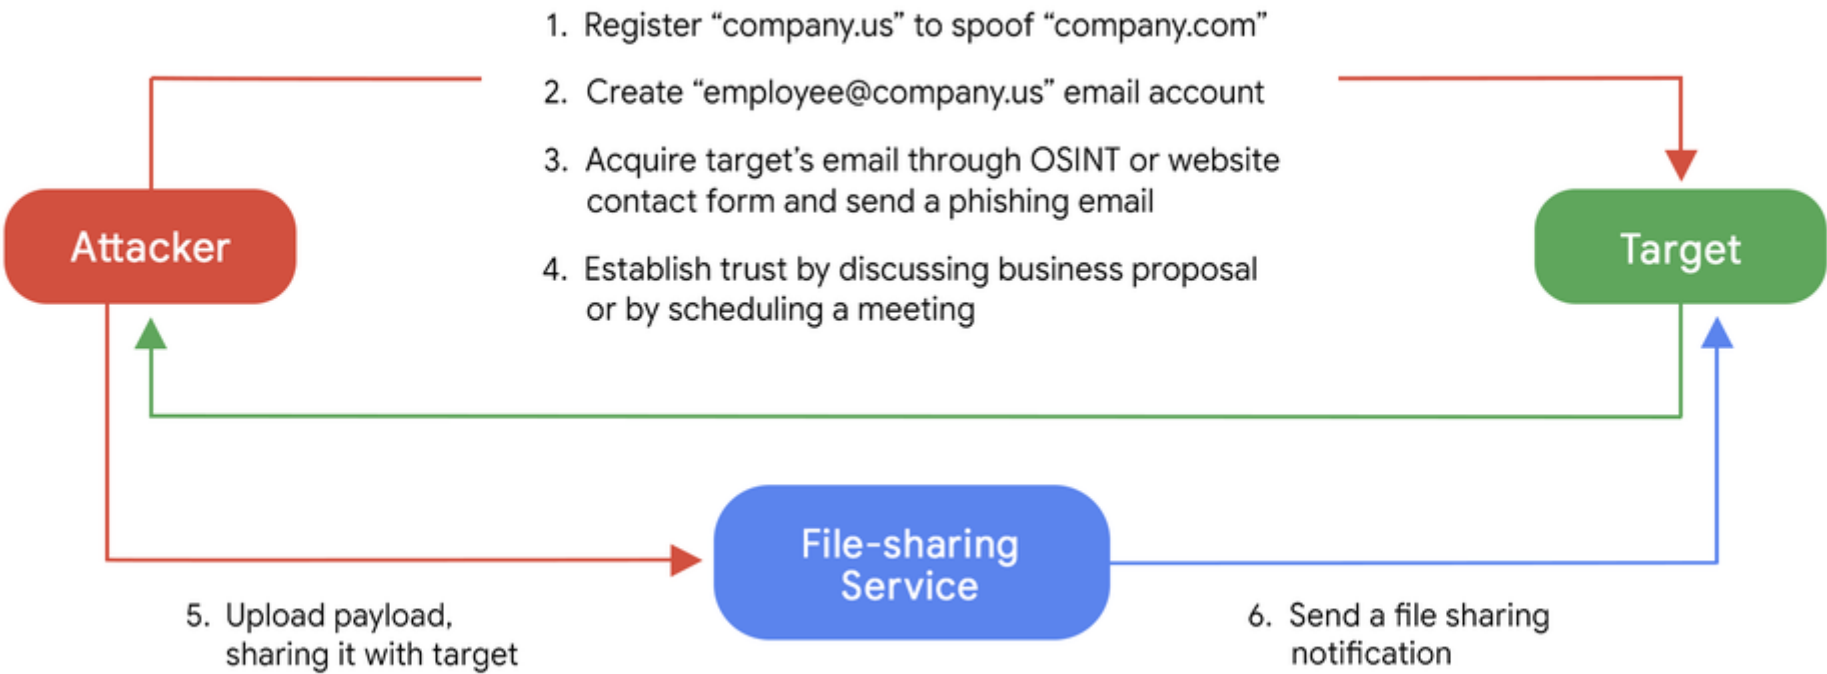 1. Register “company.us” to spoof “company.com”
2. Create “employee@company.us” email account
3. Acquire target’s email through OSINT or website
contact form and send a phishing email
Attacker
Target
4. Establish trust by discussing business proposal
or by scheduling a meeting
File-sharing
Service
5. Upload payload,
sharing it with target
6. Send a file sharing
notification